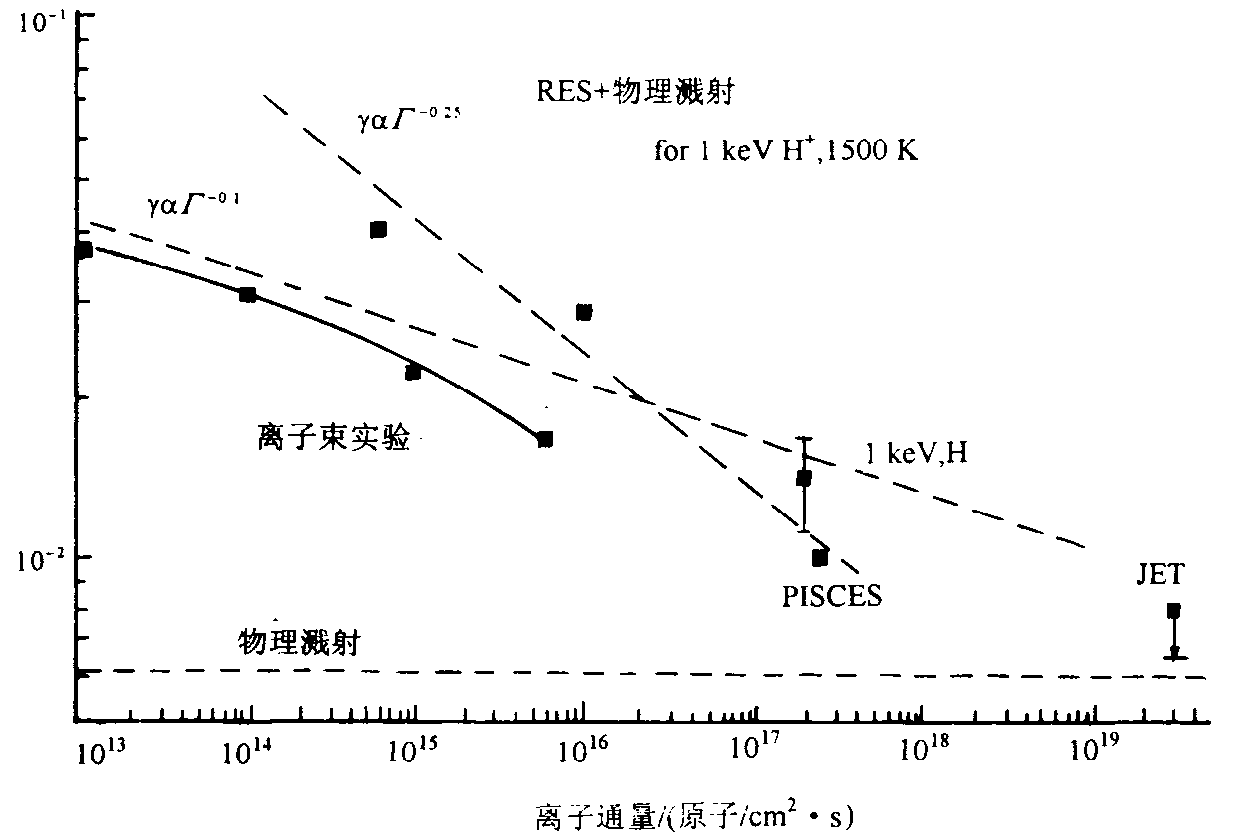 10⁻¹
RES+物理溅射
γαΓ⁻⁰·²⁵
for 1 keV H⁺,1500 K
γαΓ⁻⁰·¹
离子束实验
1 keV,H
10⁻²
JET
PISCES
物理溅射
10¹³ 10¹⁴ 10¹⁵ 10¹⁶ 10¹⁷ 10¹⁸ 10¹⁹
离子通量/(原子/cm²·s)